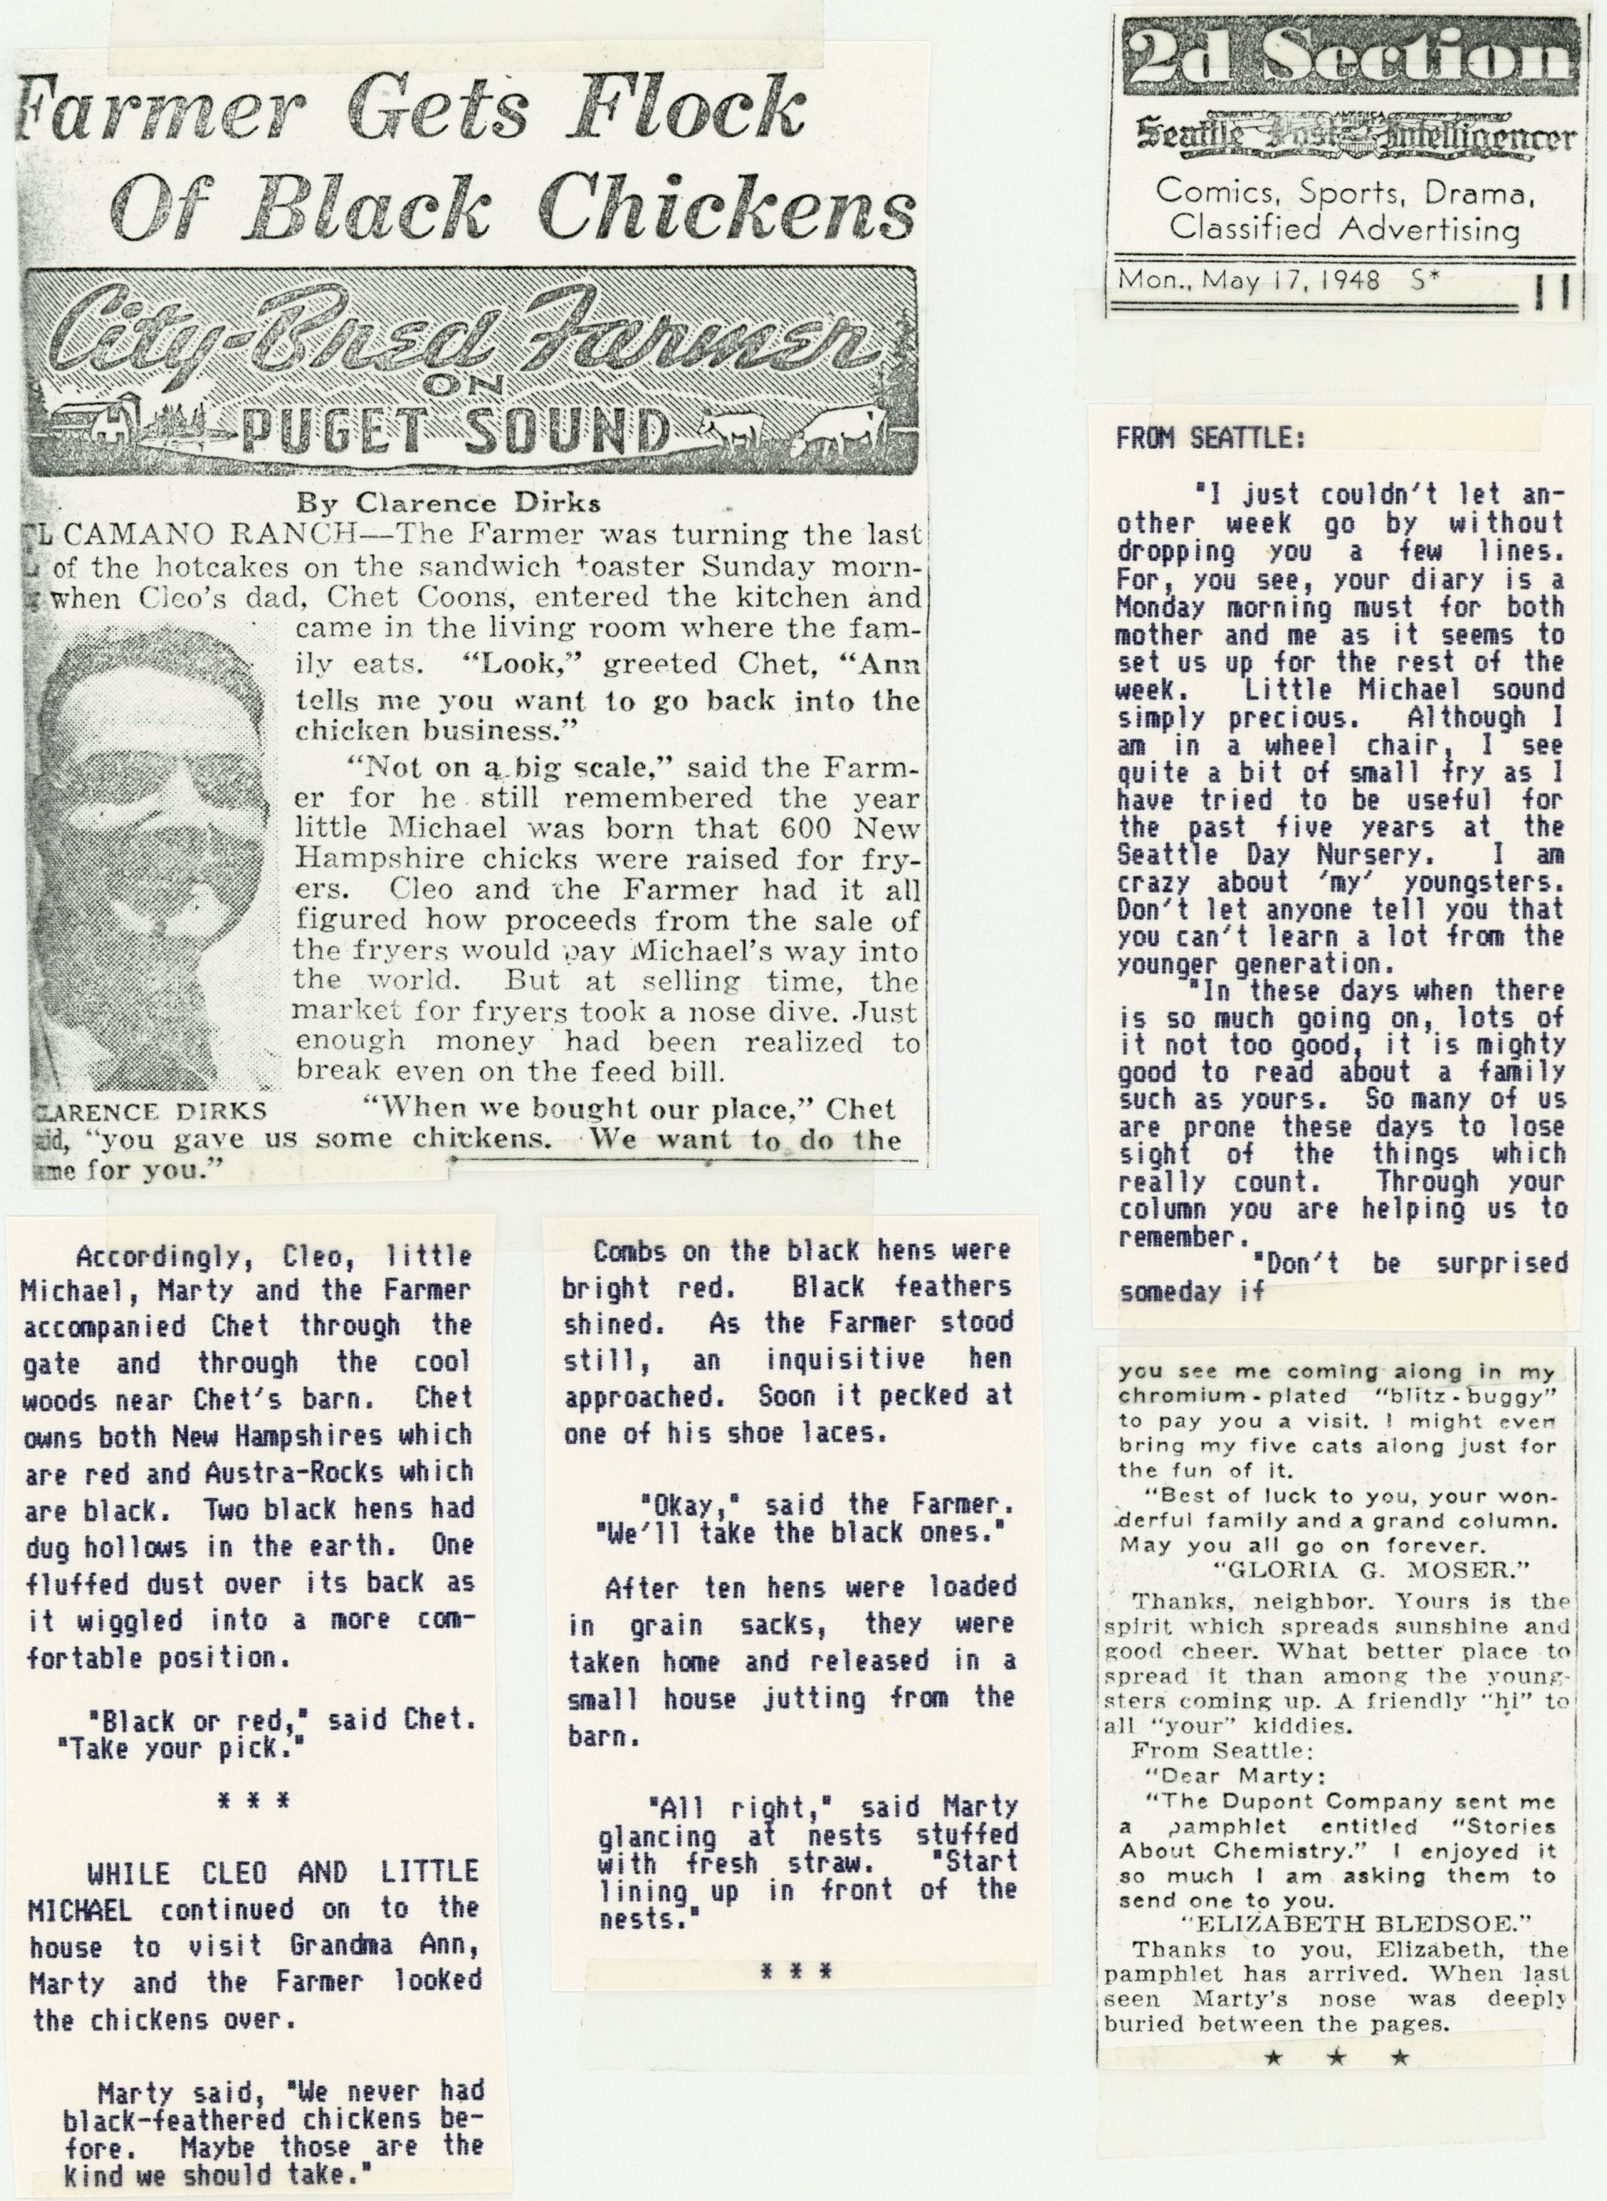 Farmer Gets Flock
Of Black Chickens
City-Bred Farmer
ON
PUGET SOUND
By Clarence Dirks
EL CAMANO RANCH—The Farmer was turning the last
of the hotcakes on the sandwich toaster Sunday morn-
when Cleo's dad, Chet Coons, entered the kitchen and
came in the living room where the fam-
ily eats. "Look," greeted Chet, "Ann
tells me you want to go back into the
chicken business."
"Not on a big scale," said the Farm-
er for he still remembered the year
little Michael was born that 600 New
Hampshire chicks were raised for fry-
ers. Cleo and the Farmer had it all
figured how proceeds from the sale of
the fryers would pay Michael's way into
the world. But at selling time, the
market for fryers took a nose dive. Just
enough money had been realized to
break even on the feed bill.
CLARENCE DIRKS
"When we bought our place," Chet
said, "you gave us some chickens. We want to do the
same for you."
Accordingly, Cleo, little
Michael, Marty and the Farmer
accompanied Chet through the
gate and through the cool
woods near Chet's barn. Chet
owns both New Hampshires which
are red and Austra-Rocks which
are black. Two black hens had
dug hollows in the earth. One
fluffed dust over its back as
it wiggled into a more com-
fortable position.
"Black or red," said Chet.
"Take your pick."
* * *
WHILE CLEO AND LITTLE
MICHAEL continued on to the
house to visit Grandma Ann,
Marty and the Farmer looked
the chickens over.
Marty said, "We never had
black-feathered chickens be-
fore. Maybe those are the
kind we should take."
Combs on the black hens were
bright red. Black feathers
shined. As the Farmer stood
still, an inquisitive hen
approached. Soon it pecked at
one of his shoe laces.
"Okay," said the Farmer.
"We'll take the black ones."
After ten hens were loaded
in grain sacks, they were
taken home and released in a
small house jutting from the
barn.
"All right," said Marty
glancing at nests stuffed
with fresh straw. "Start
lining up in front of the
nests."
* * *
2d Section
Seattle Post-Intelligencer
Comics, Sports, Drama,
Classified Advertising
Mon., May 17, 1948 S* 11
FROM SEATTLE:
"I just couldn't let an-
other week go by without
dropping you a few lines.
For, you see, your diary is a
Monday morning must for both
mother and me as it seems to
set us up for the rest of the
week. Little Michael sound
simply precious. Although I
am in a wheel chair, I see
quite a bit of small fry as I
have tried to be useful for
the past five years at the
Seattle Day Nursery. I am
crazy about 'my' youngsters.
Don't let anyone tell you that
you can't learn a lot from the
younger generation.
"In these days when there
is so much going on, lots of
it not too good, it is mighty
good to read about a family
such as yours. So many of us
are prone these days to lose
sight of the things which
really count. Through your
column you are helping us to
remember.
"Don't be surprised
someday if
you see me coming along in my
chromium-plated "blitz-buggy"
to pay you a visit. I might even
bring my five cats along just for
the fun of it.
"Best of luck to you, your won-
derful family and a grand column.
May you all go on forever.
"GLORIA G. MOSER."
Thanks, neighbor. Yours is the
spirit which spreads sunshine and
good cheer. What better place to
spread it than among the young-
sters coming up. A friendly "hi" to
all "your" kiddies.
From Seattle:
"Dear Marty:
"The Dupont Company sent me
a pamphlet entitled "Stories
About Chemistry." I enjoyed it
so much I am asking them to
send one to you.
"ELIZABETH BLEDSOE."
Thanks to you, Elizabeth, the
pamphlet has arrived. When last
seen Marty's nose was deeply
buried between the pages.
★ ★ ★